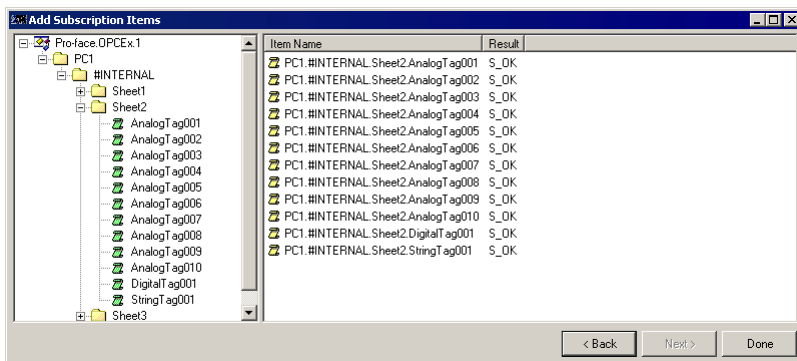 Add Subscription Items
Pro-face.OPCEx.1
PC1
#INTERNAL
Sheet1
Sheet2
AnalogTag001
AnalogTag002
AnalogTag003
AnalogTag004
AnalogTag005
AnalogTag006
AnalogTag007
AnalogTag008
AnalogTag009
AnalogTag010
DigitalTag001
StringTag001
Sheet3
Item Name Result
PC1.#INTERNAL.Sheet2.AnalogTag001 S_OK
PC1.#INTERNAL.Sheet2.AnalogTag002 S_OK
PC1.#INTERNAL.Sheet2.AnalogTag003 S_OK
PC1.#INTERNAL.Sheet2.AnalogTag004 S_OK
PC1.#INTERNAL.Sheet2.AnalogTag005 S_OK
PC1.#INTERNAL.Sheet2.AnalogTag006 S_OK
PC1.#INTERNAL.Sheet2.AnalogTag007 S_OK
PC1.#INTERNAL.Sheet2.AnalogTag008 S_OK
PC1.#INTERNAL.Sheet2.AnalogTag009 S_OK
PC1.#INTERNAL.Sheet2.AnalogTag010 S_OK
PC1.#INTERNAL.Sheet2.DigitalTag001 S_OK
PC1.#INTERNAL.Sheet2.StringTag001 S_OK
< Back Next > Done